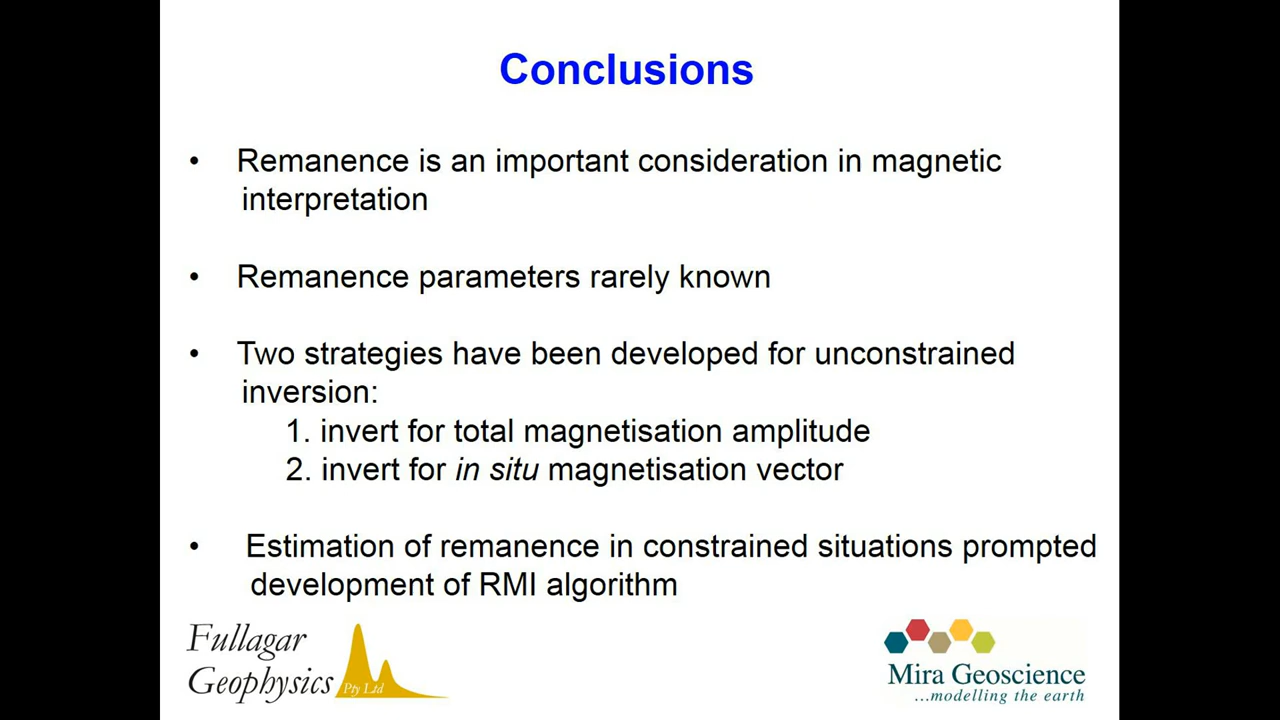 Conclusions
• Remanence is an important consideration in magnetic
interpretation
• Remanence parameters rarely known
• Two strategies have been developed for unconstrained
inversion:
1. invert for total magnetisation amplitude
2. invert for in situ magnetisation vector
• Estimation of remanence in constrained situations prompted
development of RMI algorithm
Fullagar
Geophysics
Pty Ltd
Mira Geoscience
...modelling the earth